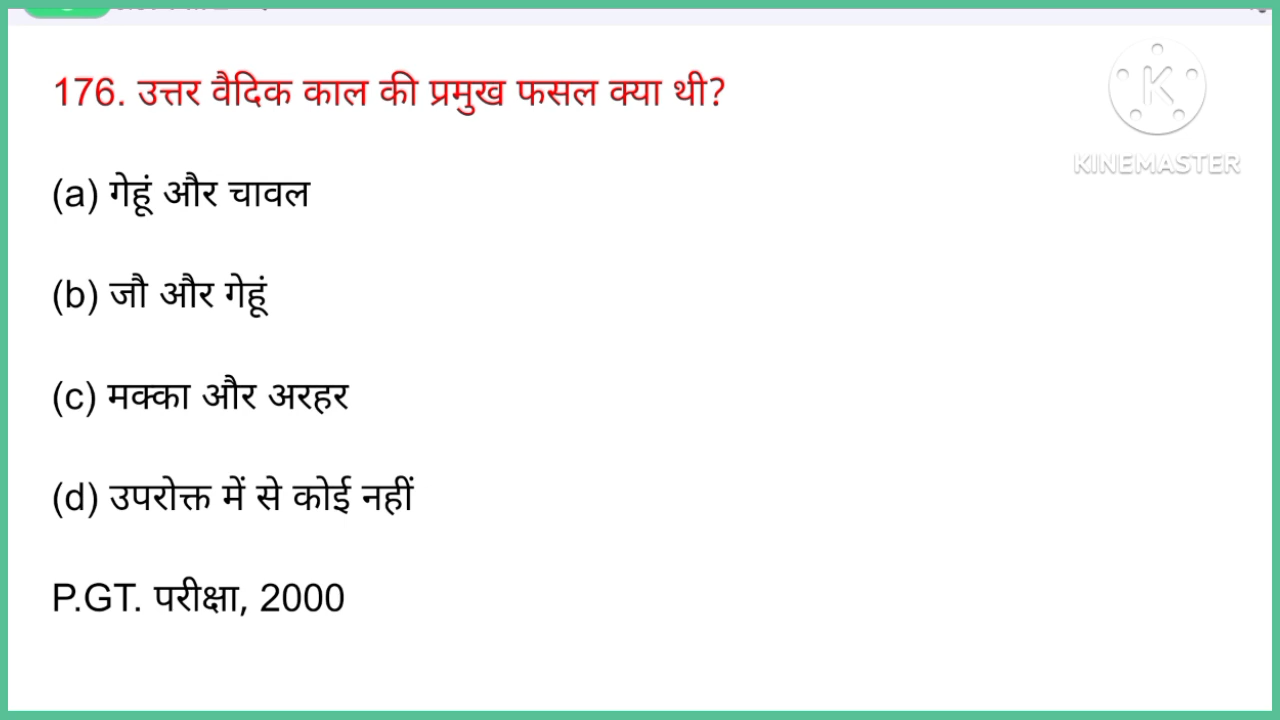 176. उत्तर वैदिक काल की प्रमुख फसल क्या थी?
K
KINEMASTER
(a) गेहूं और चावल
(b) जौ और गेहूं
(c) मक्का और अरहर
(d) उपरोक्त में से कोई नहीं
P.GT. परीक्षा, 2000